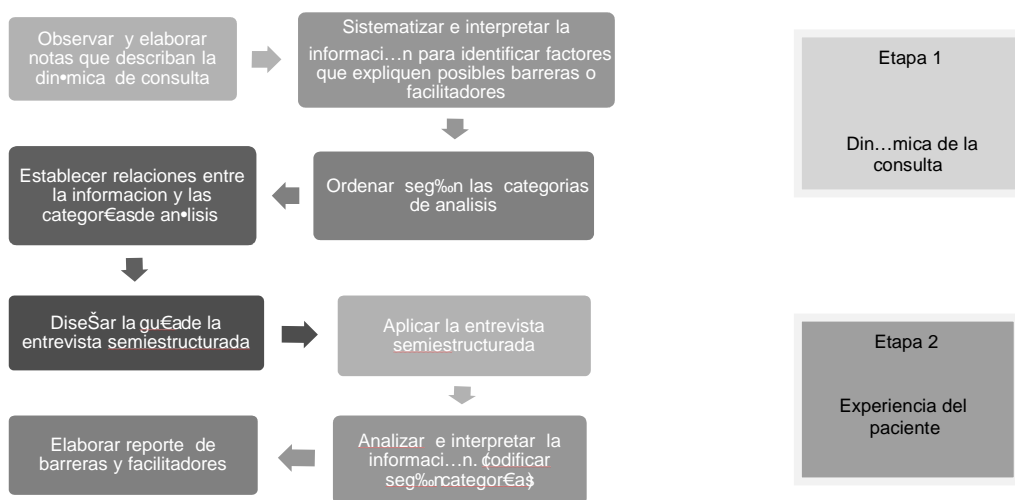 Observar y elaborar
notas que describan la
din•mica de consulta
Sistematizar e interpretar la
informaci…n para identificar factores
que expliquen posibles barreras o
facilitadores
Etapa 1
Din…mica de la
consulta
Establecer relaciones entre
la informacion y las
categor€asde an•lisis
Ordenar seg‰n las categorias
de analisis
DiseŠar la gu€ade la
entrevista semiestructurada
Aplicar la entrevista
semiestructurada
Etapa 2
Experiencia del
paciente
Elaborar reporte de
barreras y facilitadores
Analizar e interpretar la
informaci…n. (codificar
seg‰ncategor€as)